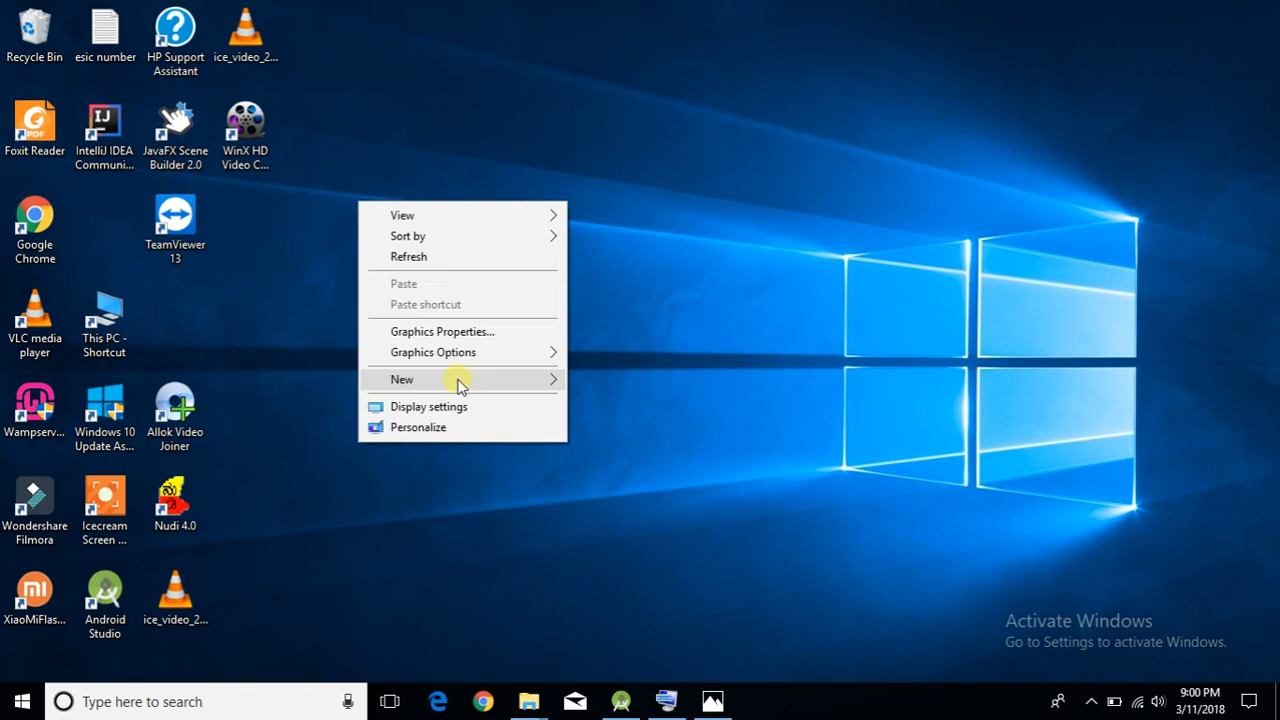 Recycle Bin
esic number
HP Support
Assistant
ice_video_2...
Foxit Reader
IntelliJ IDEA
Communi...
JavaFX Scene
Builder 2.0
WinX HD
Video C...
Google
Chrome
TeamViewer
13
VLC media
player
This PC -
Shortcut
Wampserv...
Windows 10
Update As...
Allok Video
Joiner
Wondershare
Filmora
Icecream
Screen ...
Nudi 4.0
XiaoMiFlas...
Android
Studio
ice_video_2...
View
Sort by
Refresh
Paste
Paste shortcut
Graphics Properties...
Graphics Options
New
Display settings
Personalize
Activate Windows
Go to Settings to activate Windows.
Type here to search
9:00 PM
3/11/2018